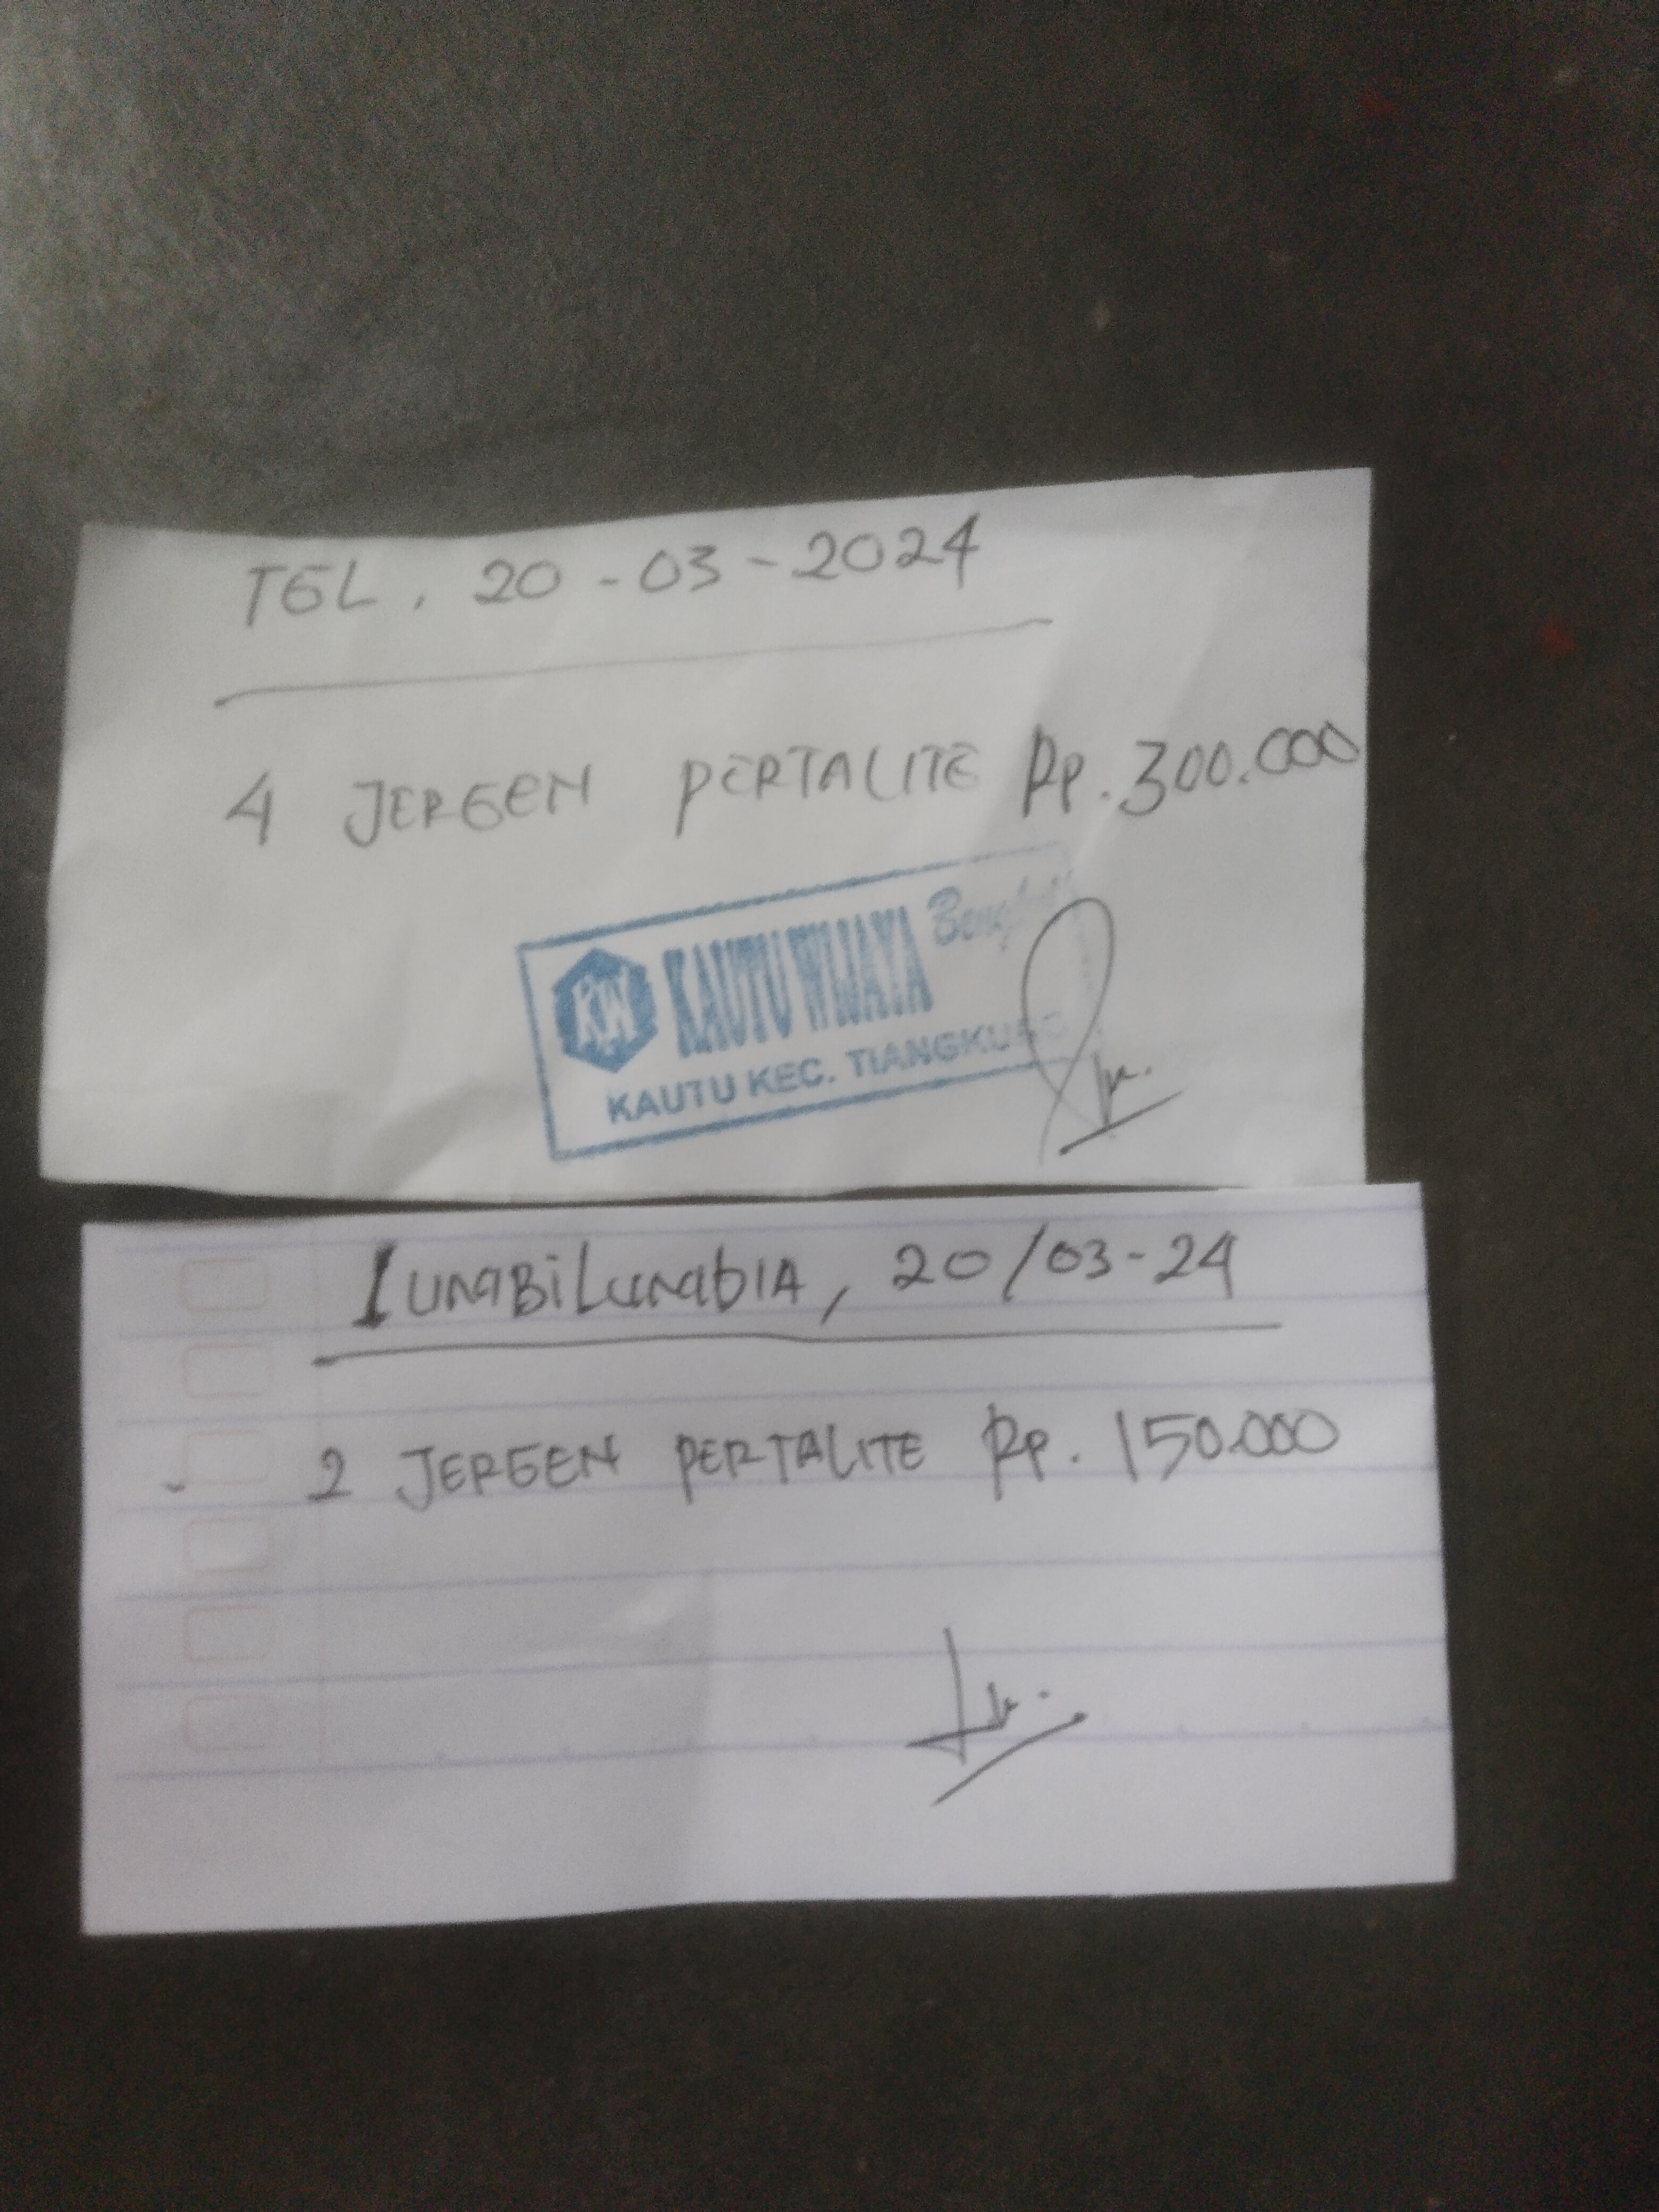 TGL. 20-03-2024
4 JERGEN PERTALITE Rp. 300.000
KW KAUTU WIJAYA
KAUTU KEC. TIANGKU
2 JERGEN PERTALITE Rp. 150.000
20/03-24